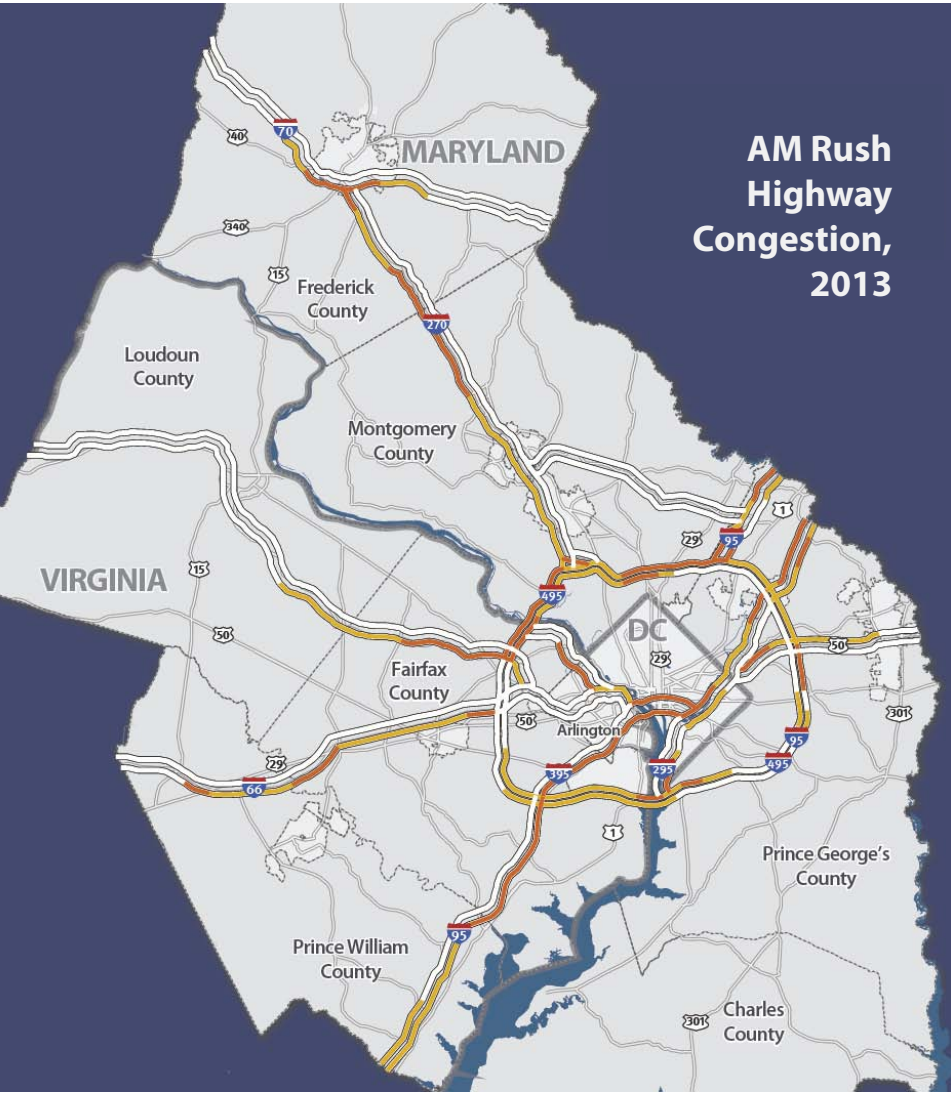 AM Rush
Highway
Congestion,
2013
70
40
MARYLAND
340
15
Frederick
County
270
Loudoun
County
Montgomery
County
1
29
95
VIRGINIA
15
495
50
DC
29
50
Fairfax
County
301
50
Arlington
95
29
395
295
495
66
1
Prince George's
County
95
Prince William
County
301
Charles
County